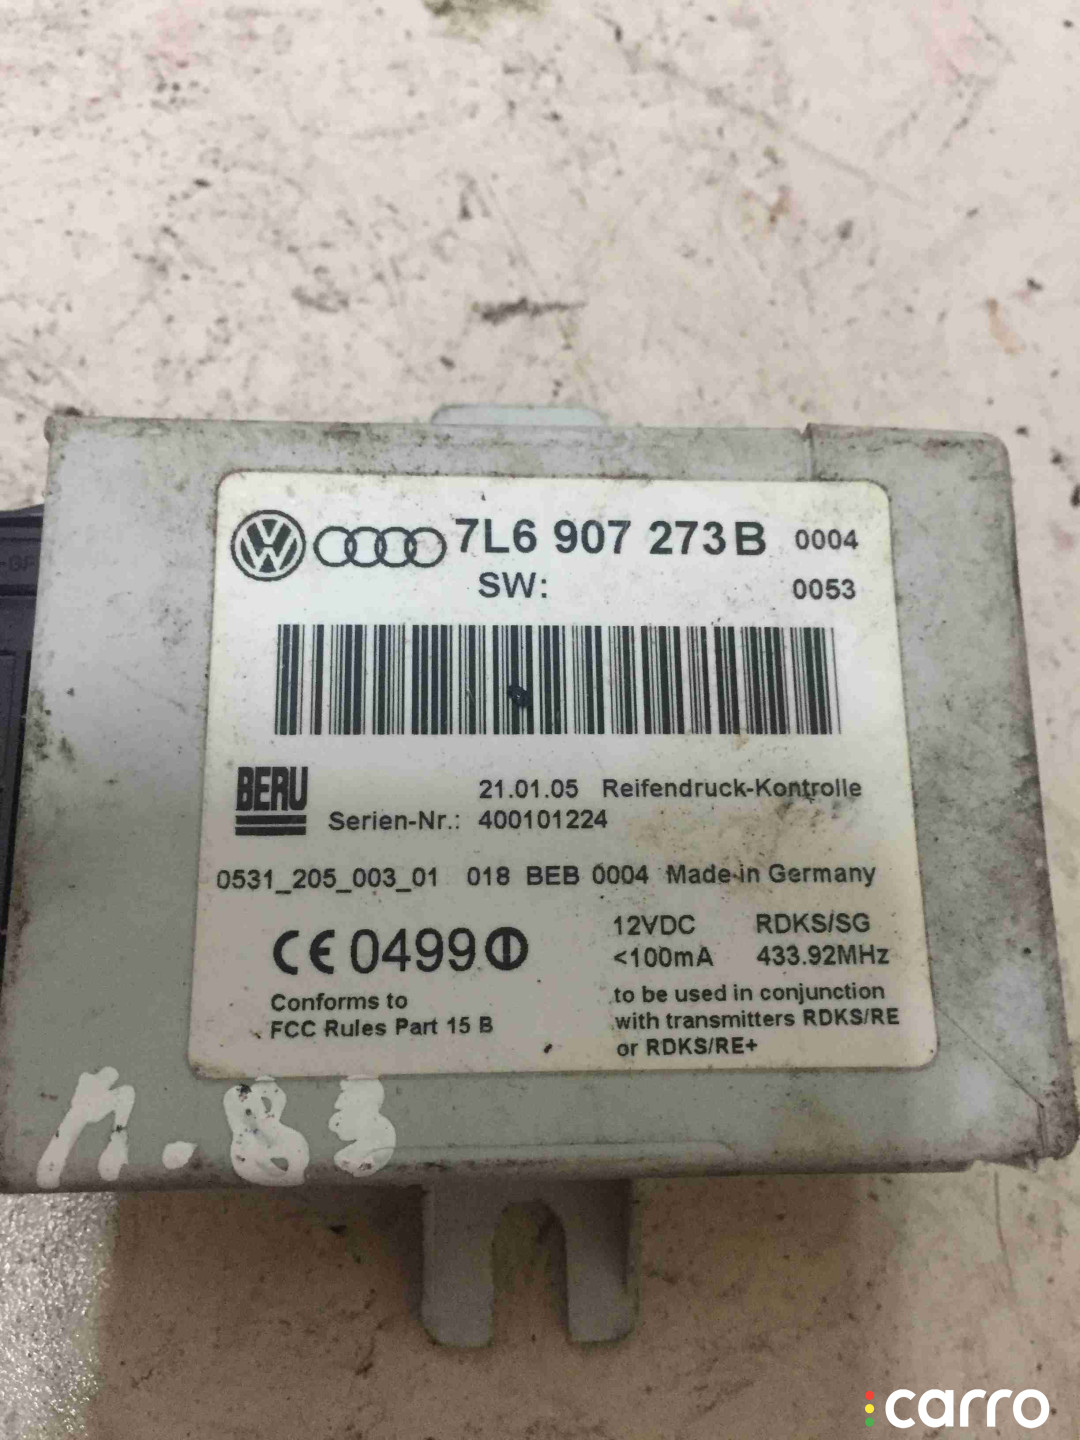 7L6 907 273 B 0004
SW: 0053
BERU
21.01.05 Reifendruck-Kontrolle
Serien-Nr.: 400101224
0531_205_003_01 018 BEB 0004 Made in Germany
CE 0499
12VDC RDKS/SG
<100mA 433.92MHz
Conforms to
FCC Rules Part 15 B
to be used in conjunction
with transmitters RDKS/RE
or RDKS/RE+
carro